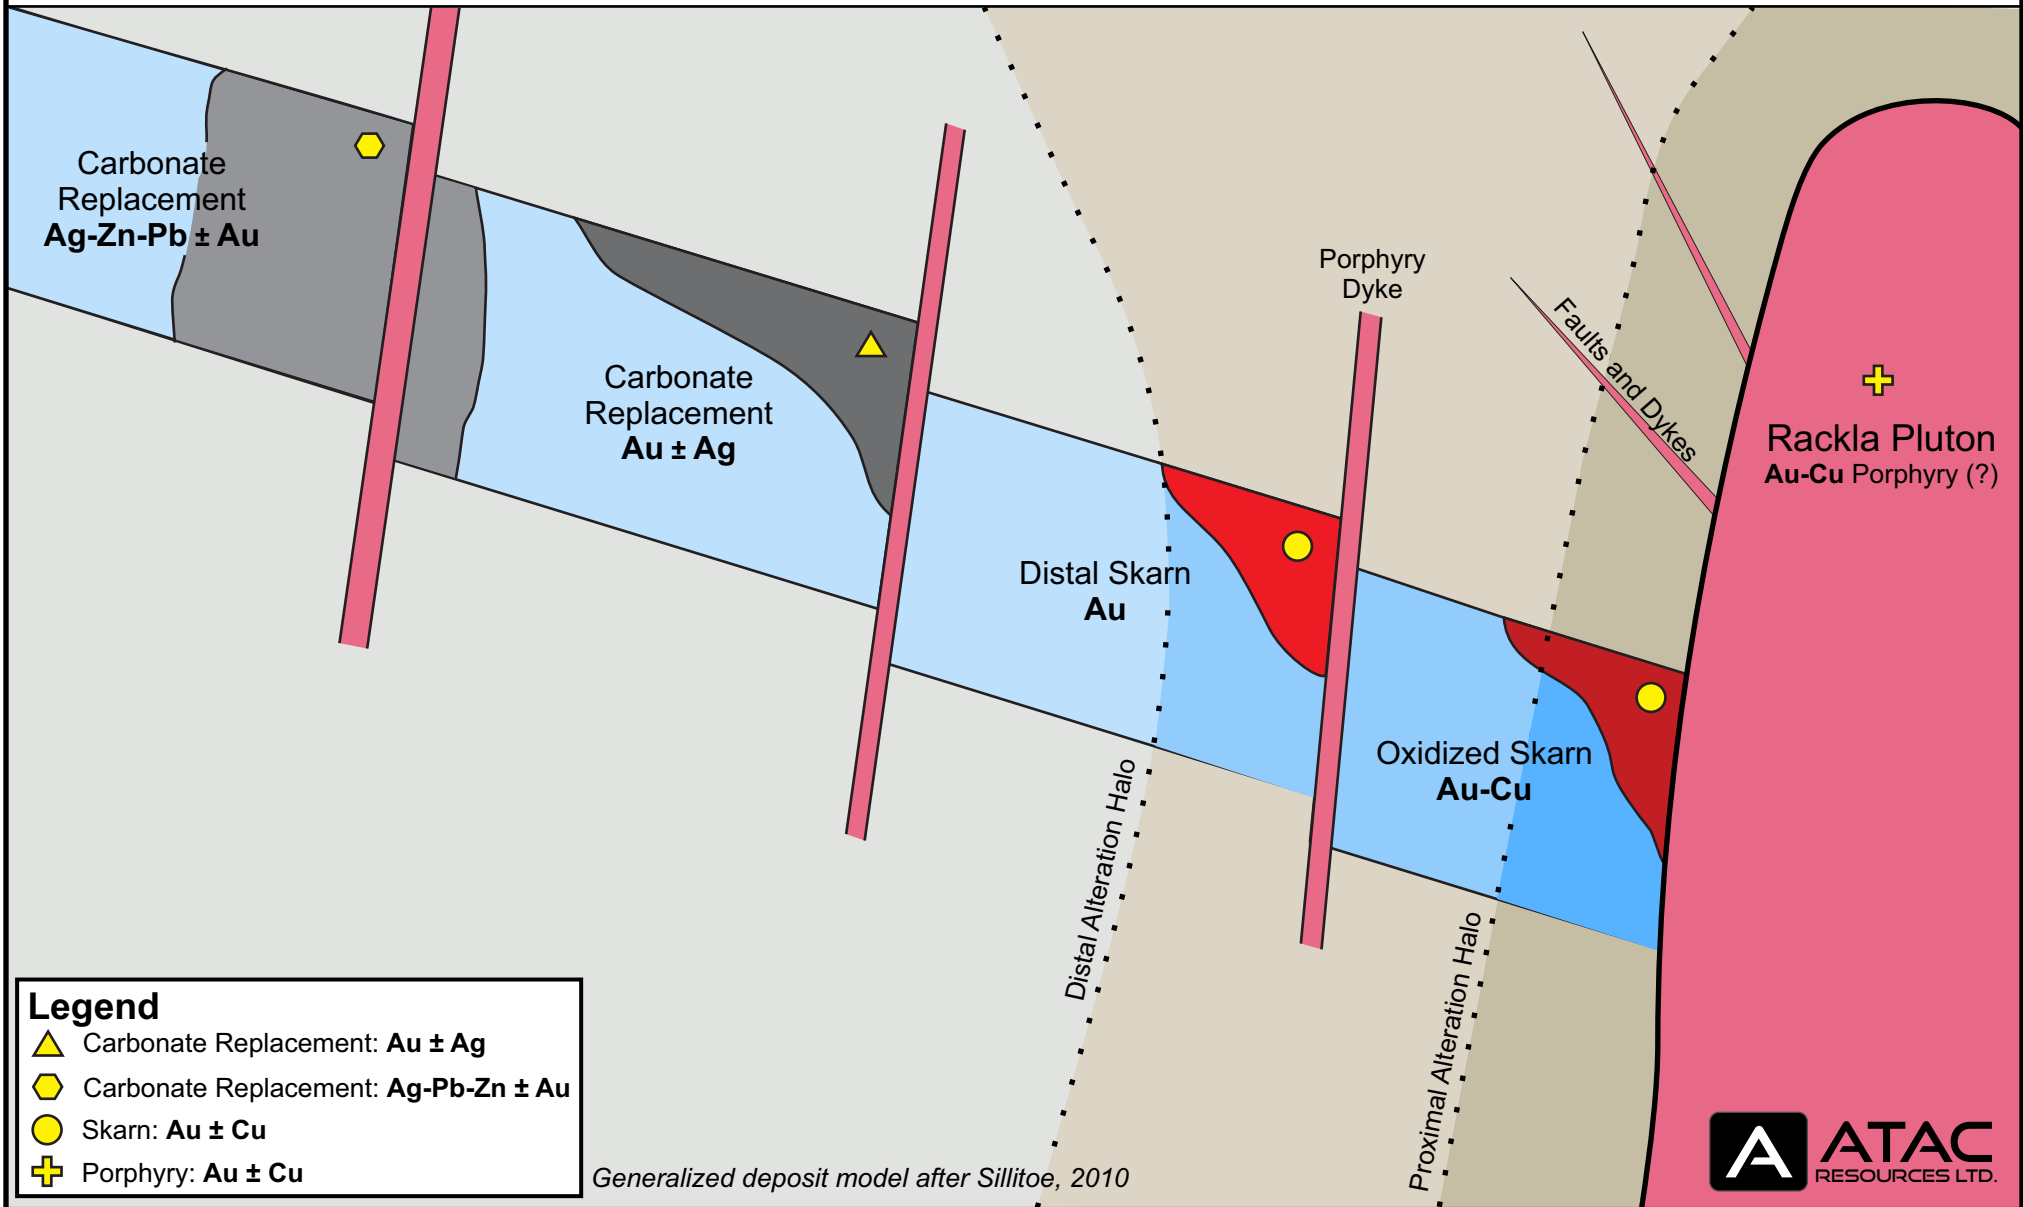 Carbonate
Replacement
Ag-Zn-Pb ± Au
Carbonate
Replacement
Au ± Ag
Distal Skarn
Au
Porphyry
Dyke
Faults and Dykes
Rackla Pluton
Au-Cu Porphyry (?)
Oxidized Skarn
Au-Cu
Distal Alteration Halo
Proximal Alteration Halo
Legend
Carbonate Replacement: Au ± Ag
Carbonate Replacement: Ag-Pb-Zn ± Au
Skarn: Au ± Cu
Porphyry: Au ± Cu
Generalized deposit model after Sillitoe, 2010
ATAC
RESOURCES LTD.